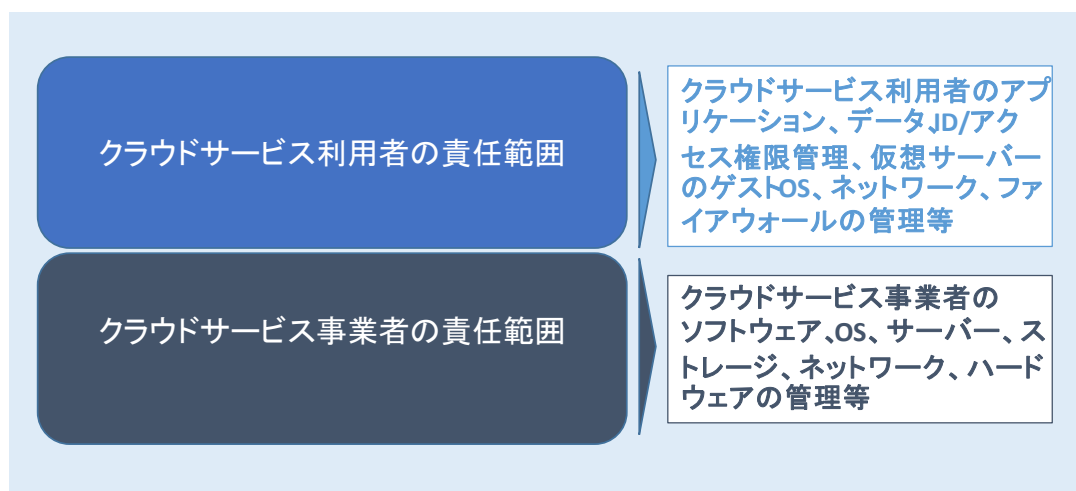 クラウドサービス利用者の責任範囲
クラウドサービス利用者のアプ
リケーション、データ、ID/アク
セス権限管理、仮想サーバー
のゲストOS、ネットワーク、ファ
イアウォールの管理等
クラウドサービス事業者の責任範囲
クラウドサービス事業者の
ソフトウェア、OS、サーバー、ス
トレージ、ネットワーク、ハード
ウェアの管理等